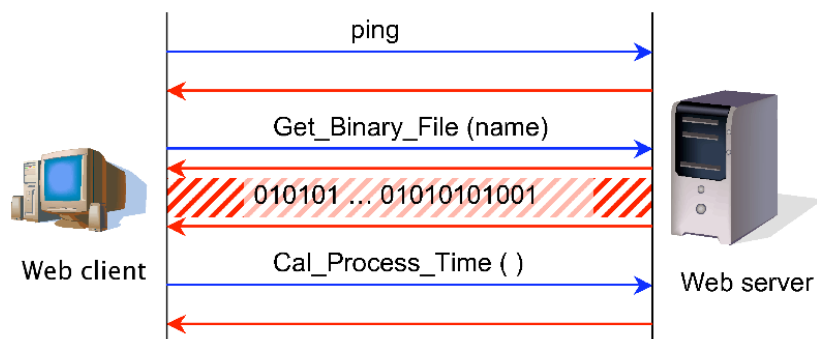 ping
Get_Binary_File (name)
010101 ... 01010101001
Web client
Cal_Process_Time ( )
Web server